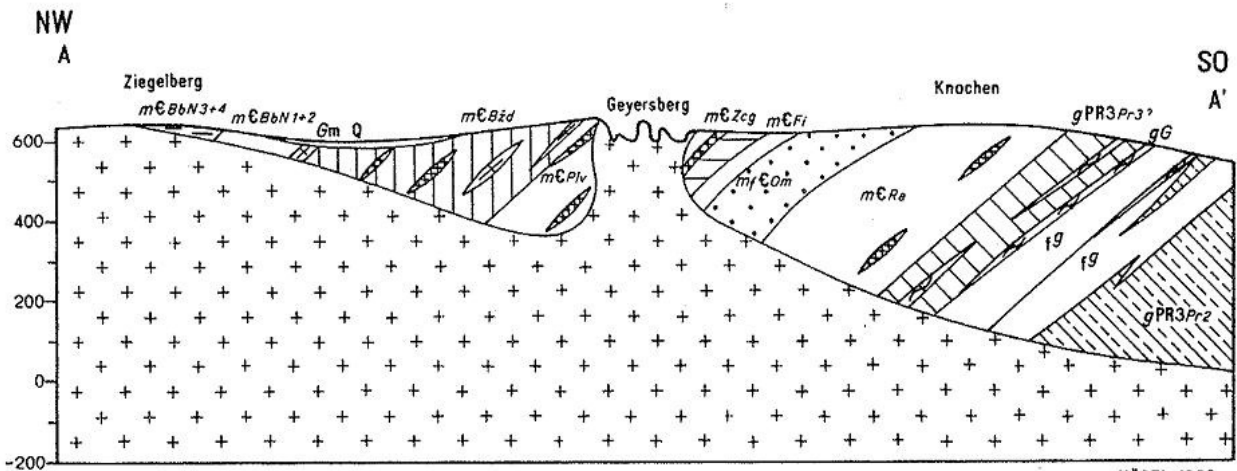 NW
A
SO
A'
Ziegelberg
Geyersberg
Knochen
m€BbN3+4
m€BbN1+2
Gm Q
m€Bžd
m€Zcg
m€Fi
gPR3Pr3?
gG
m€Plv
mf€Om
m€Ra
fg
fg
gPR3Pr2
600
400
200
0
-200